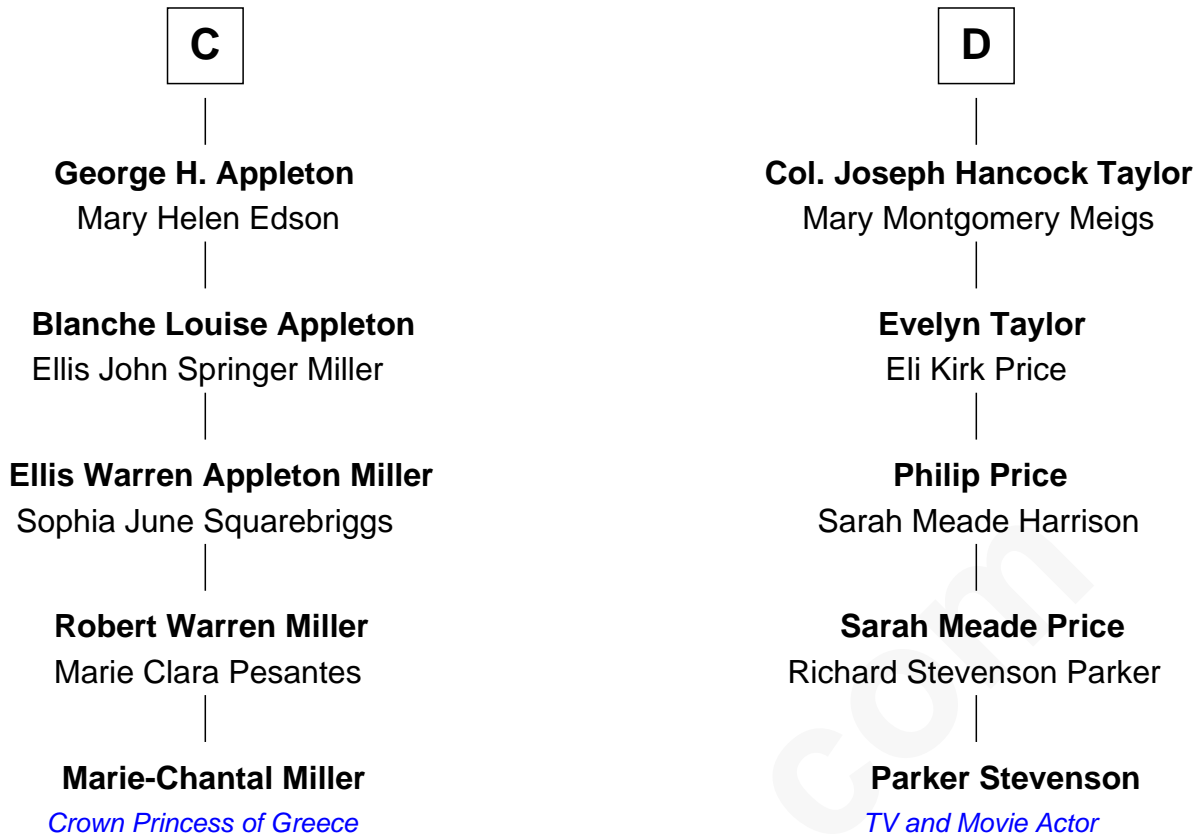 C
George H. Appleton
Mary Helen Edson
Blanche Louise Appleton
Ellis John Springer Miller
Ellis Warren Appleton Miller
Sophia June Squarebriggs
Robert Warren Miller
Marie Clara Pesantes
Marie-Chantal Miller
Crown Princess of Greece
D
Col. Joseph Hancock Taylor
Mary Montgomery Meigs
Evelyn Taylor
Eli Kirk Price
Philip Price
Sarah Meade Harrison
Sarah Meade Price
Richard Stevenson Parker
Parker Stevenson
TV and Movie Actor
com